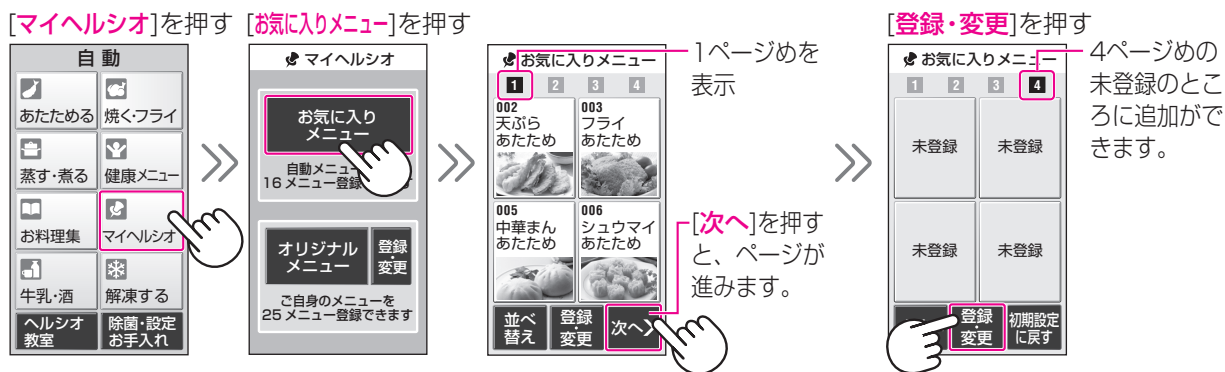 [マイヘルシオ]を押す
自動
あたためる
焼く・フライ
蒸す・煮る
健康メニュー
お料理集
マイヘルシオ
牛乳・酒
解凍する
ヘルシオ
教室
除菌・設定
お手入れ
[お気に入りメニュー]を押す
マイヘルシオ
お気に入り
メニュー
自動メニュー
16メニュー登録
オリジナル
メニュー
登録
・
変更
ご自身のメニューを
25メニュー登録できます
お気に入りメニュー
1 2 3 4
002
天ぷら
あたため
003
フライ
あたため
005
中華まん
あたため
006
シュウマイ
あたため
並べ
替え
登録
・
変更
次へ
1ページめを
表示
[次へ]を押す
と、ページが
進みます。
[登録・変更]を押す
お気に入りメニュー
1 2 3 4
未登録
未登録
未登録
未登録
登録
・
変更
初期設定
に戻す
4ページめの
未登録のとこ
ろに追加がで
きます。